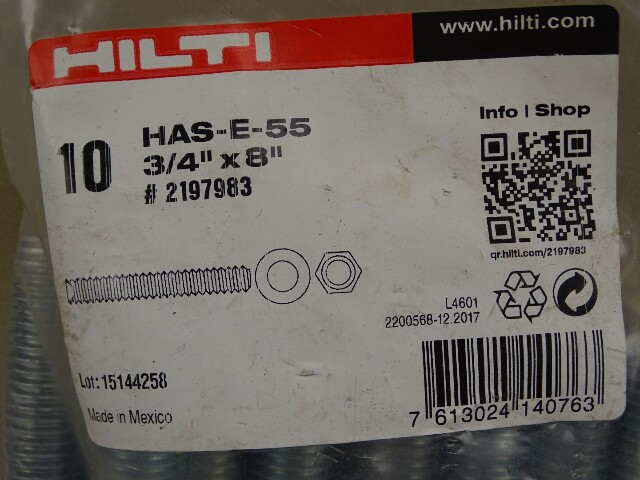 HILTI
www.hilti.com
10
HAS-E-55
3/4" x 8"
# 2197983
Info | Shop
qr.hilti.com/2197983
L4601
2200568-12.2017
Lot: 15144258
Made in Mexico
7 613024 140763